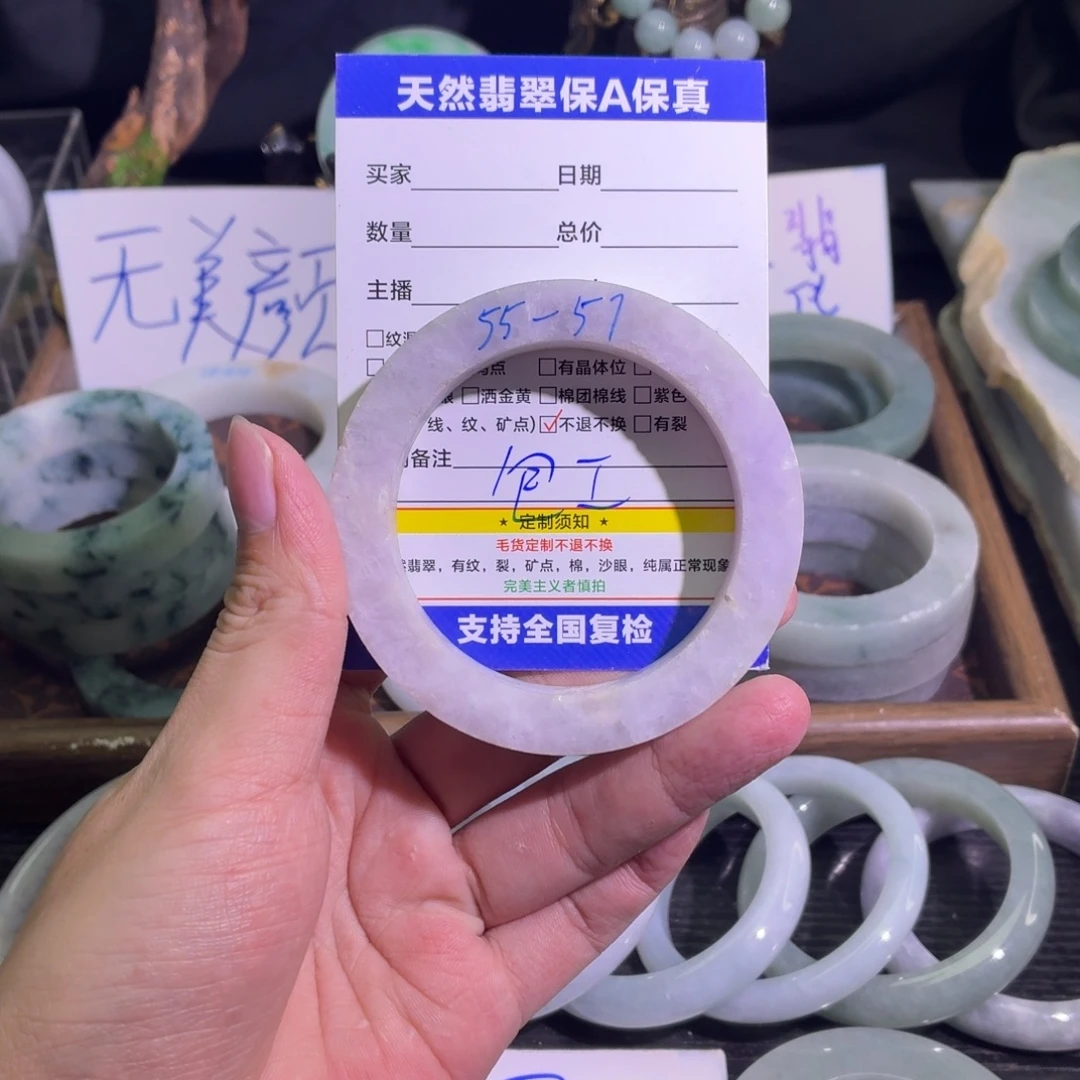 天然翡翠保A保真
买家 日期
数量 总价
主播
无美颜
翡
55-57
□纹
□ 点 □有晶体位 □
□洒金黄 □棉团棉线 □紫色
线、纹、矿点) ☑不退不换 □有裂
备注 包工
★ 定制须知 ★
毛货定制不退不换
翡翠，有纹，裂，矿点，棉，沙眼，纯属正常现象
完美主义者慎拍
支持全国复检